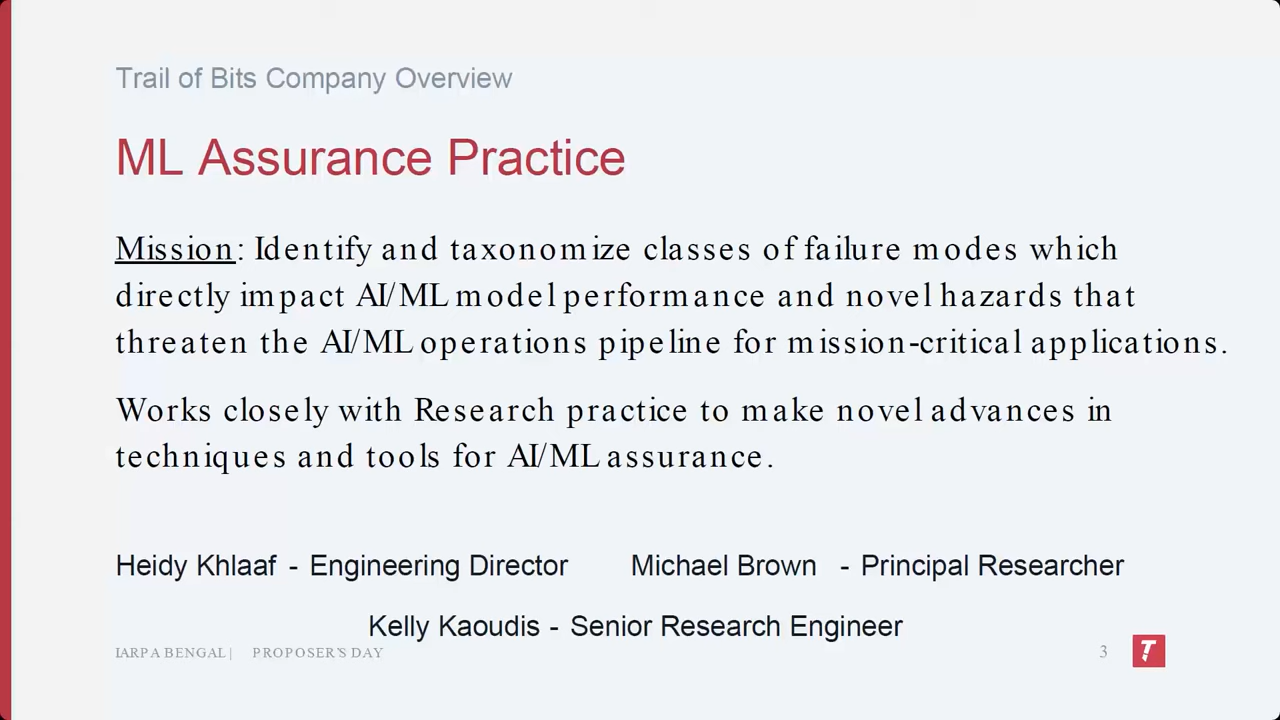 Trail of Bits Company Overview
ML Assurance Practice
Mission: Identify and taxonomize classes of failure modes which
directly impact AI/ML model performance and novel hazards that
threaten the AI/ML operations pipeline for mission-critical applications.
Works closely with Research practice to make novel advances in
techniques and tools for AI/ML assurance.
Heidy Khlaaf - Engineering Director Michael Brown - Principal Researcher
Kelly Kaoudis - Senior Research Engineer
IARPA BENGAL | PROPOSER'S DAY 3